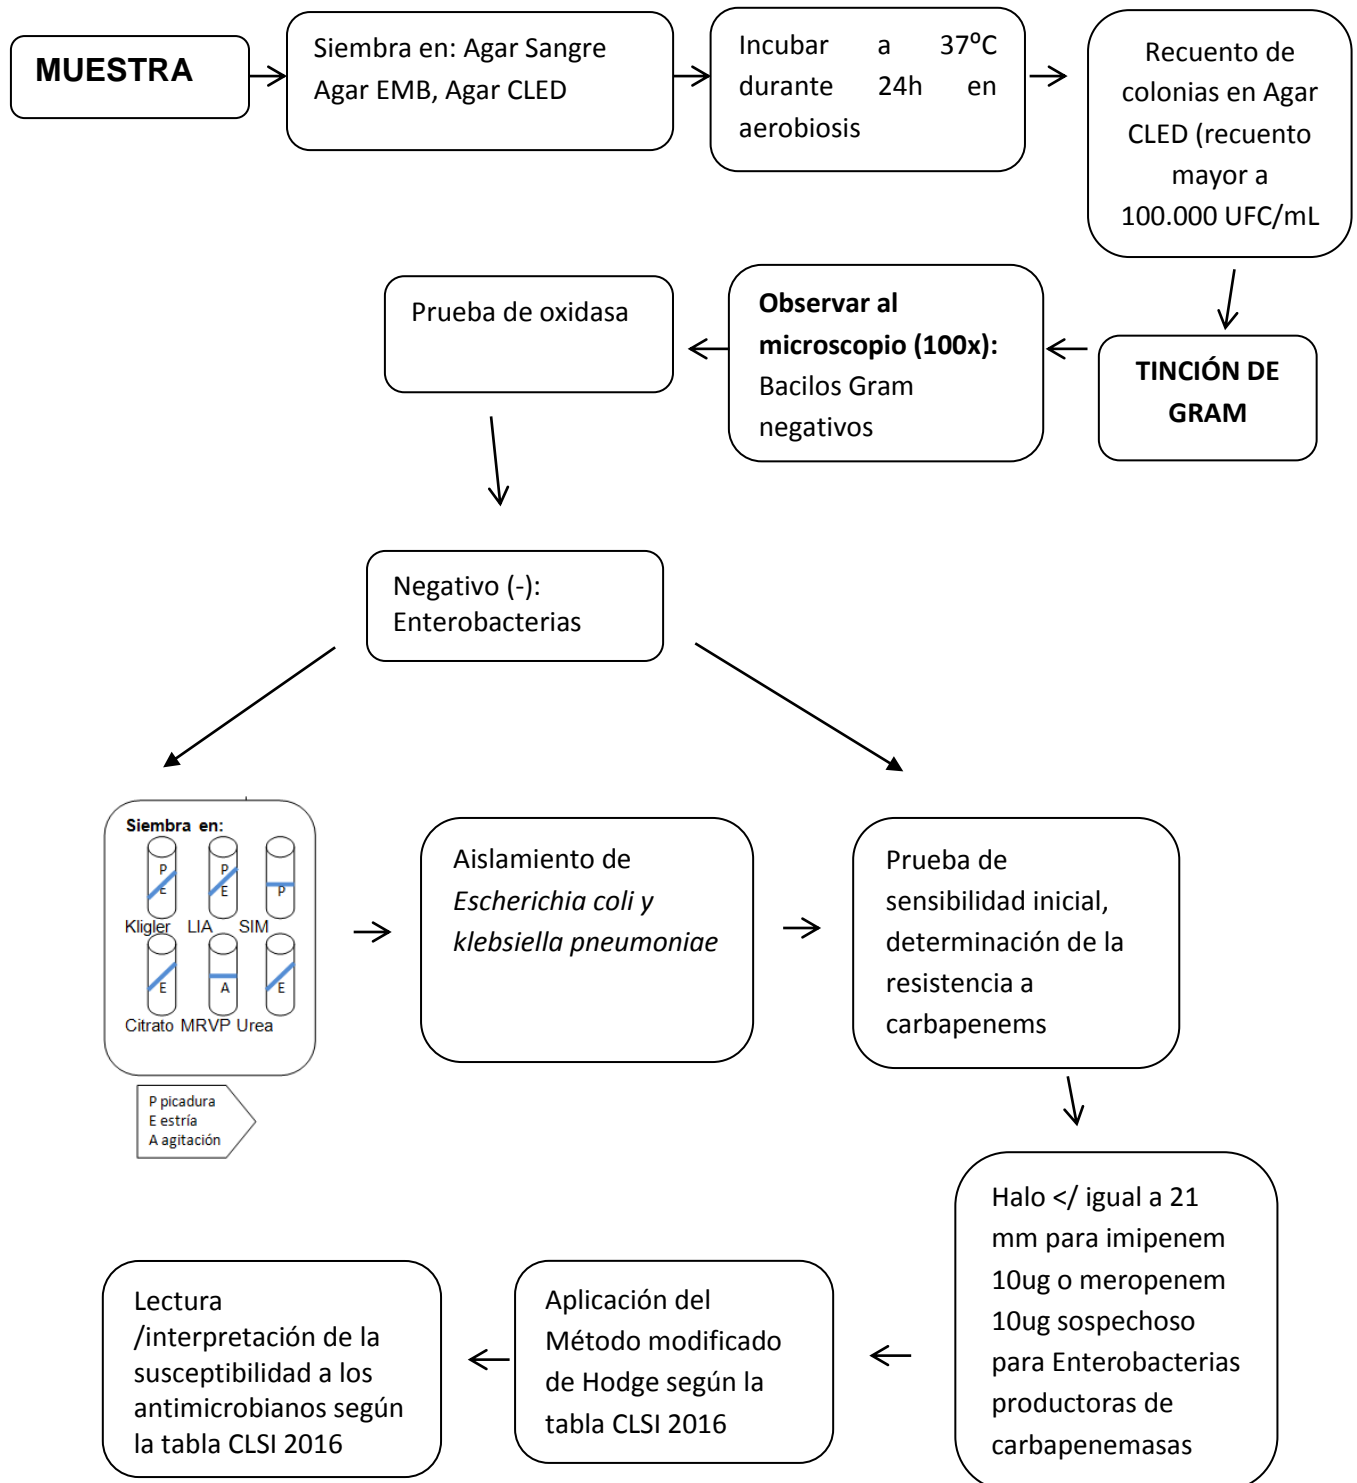 MUESTRA
Siembra en: Agar Sangre
Agar EMB, Agar CLED
Incubar a 37ºC
durante 24h en
aerobiosis
Recuento de
colonias en Agar
CLED (recuento
mayor a
100.000 UFC/mL
TINCIÓN DE
GRAM
Observar al
microscopio (100x):
Bacilos Gram
negativos
Prueba de oxidasa
Negativo (-):
Enterobacterias
Siembra en:
P
E
P
E
P
Kligler LIA SIM
E
A
E
Citrato MRVP Urea
P picadura
E estría
A agitación
Aislamiento de
Escherichia coli y
klebsiella pneumoniae
Prueba de
sensibilidad inicial,
determinación de la
resistencia a
carbapenems
Halo </ igual a 21
mm para imipenem
10ug o meropenem
10ug sospechoso
para Enterobacterias
productoras de
carbapenemasas
Aplicación del
Método modificado
de Hodge según la
tabla CLSI 2016
Lectura
/interpretación de la
susceptibilidad a los
antimicrobianos según
la tabla CLSI 2016